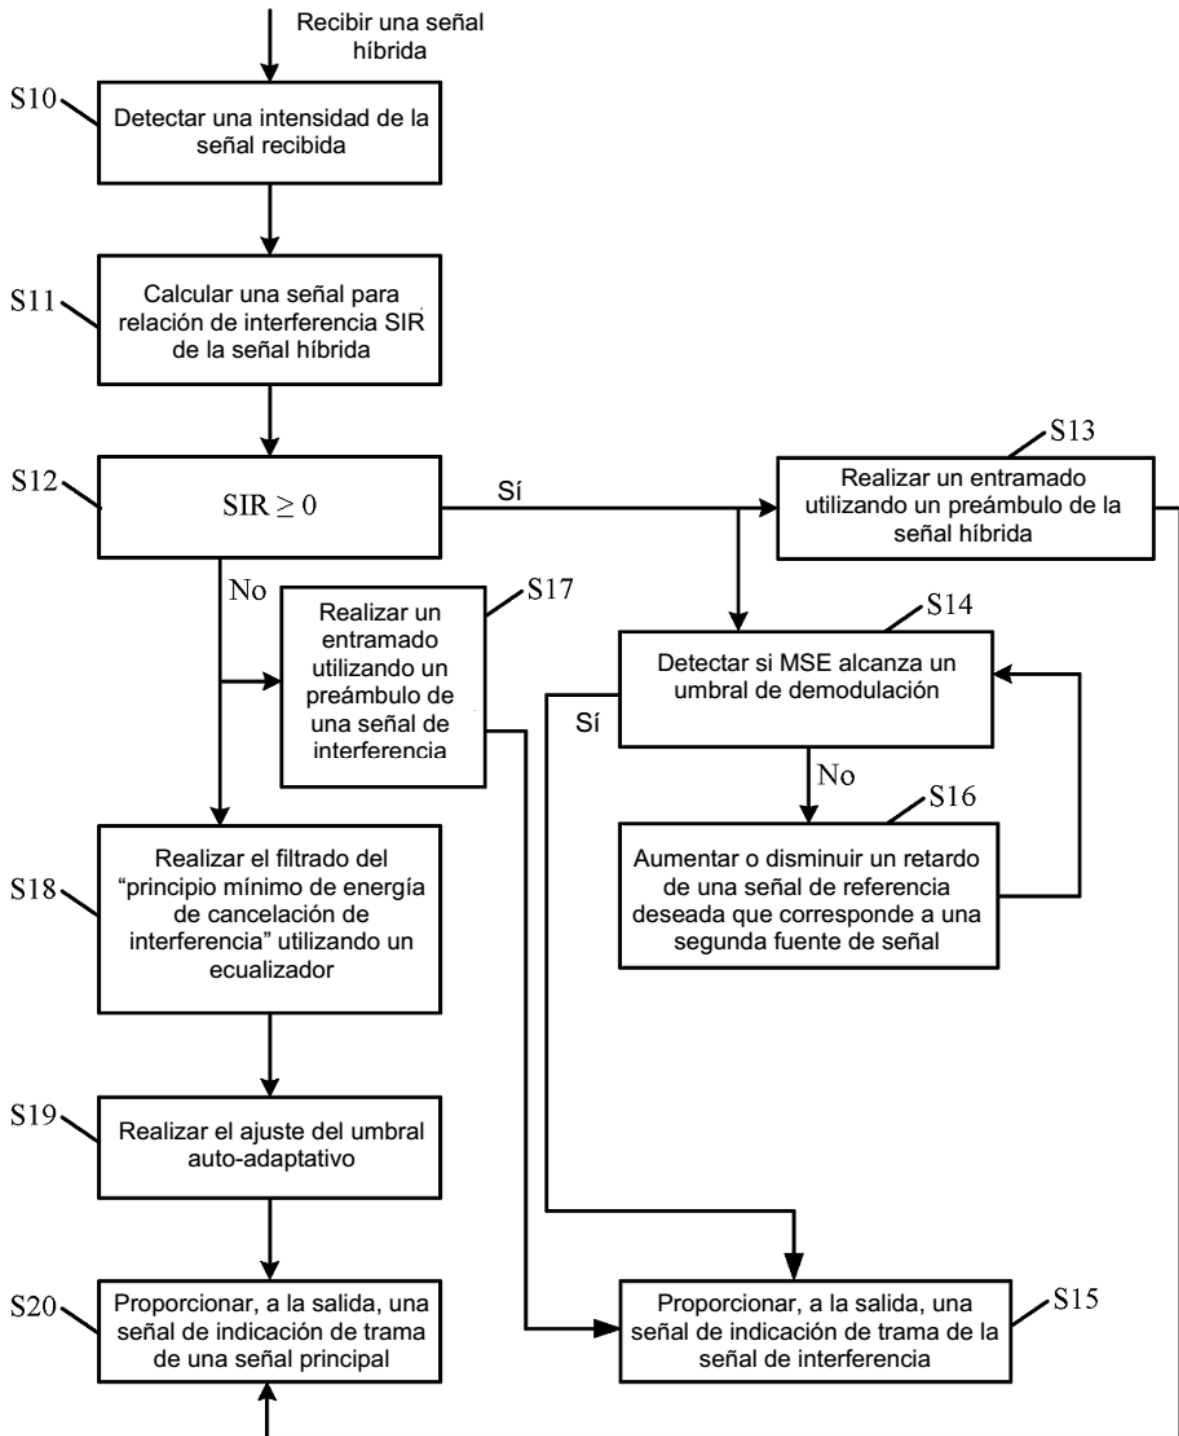 Recibir una señal
híbrida
S10
Detectar una intensidad de la
señal recibida
S11
Calcular una señal para
relación de interferencia SIR
de la señal híbrida
S12
SIR ≥ 0
Sí
No
S13
Realizar un entramado
utilizando un preámbulo de la
señal híbrida
S17
Realizar un
entramado
utilizando un
preámbulo de
una señal de
interferencia
S14
Detectar si MSE alcanza un
umbral de demodulación
Sí
No
S16
Aumentar o disminuir un retardo
de una señal de referencia
deseada que corresponde a una
segunda fuente de señal
S18
Realizar el filtrado del
“principio mínimo de energía
de cancelación de
interferencia” utilizando un
ecualizador
S19
Realizar el ajuste del umbral
auto-adaptativo
S20
Proporcionar, a la salida, una
señal de indicación de trama
de una señal principal
S15
Proporcionar, a la salida, una
señal de indicación de trama de la
señal de interferencia